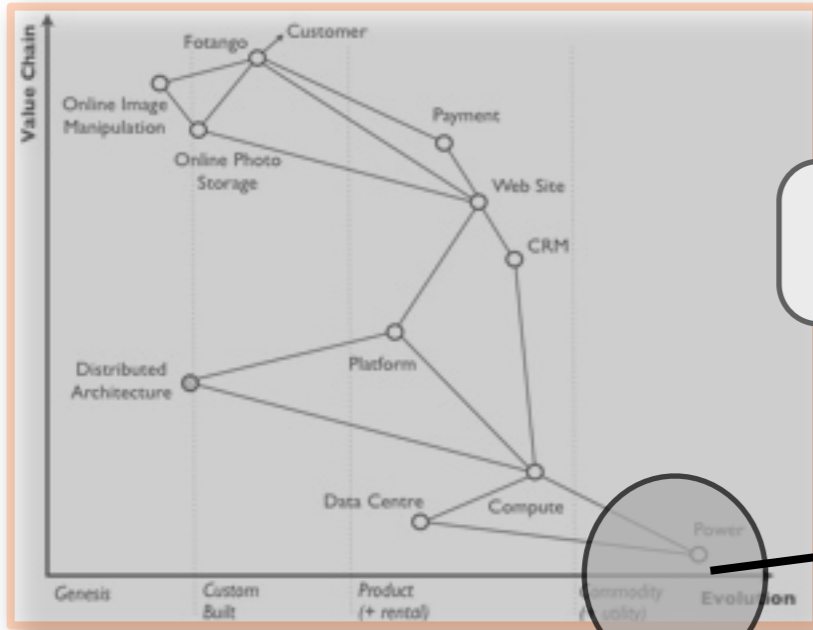 Value Chain
Customer
Fotango
Online Image
Manipulation
Payment
Online Photo
Storage
Web Site
CRM
Platform
Distributed
Architecture
Data Centre
Compute
Power
Genesis
Custom
Built
Product
(+ rental)
Commodity
(+ utility)
Evolution